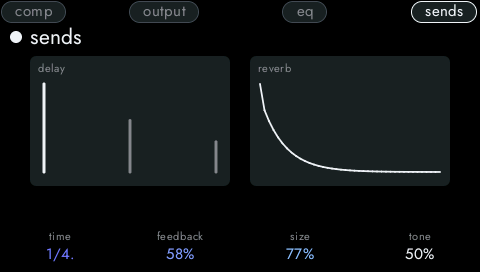 comp output eq sends
sends
delay reverb
time feedback size tone
1/4. 58% 77% 50%